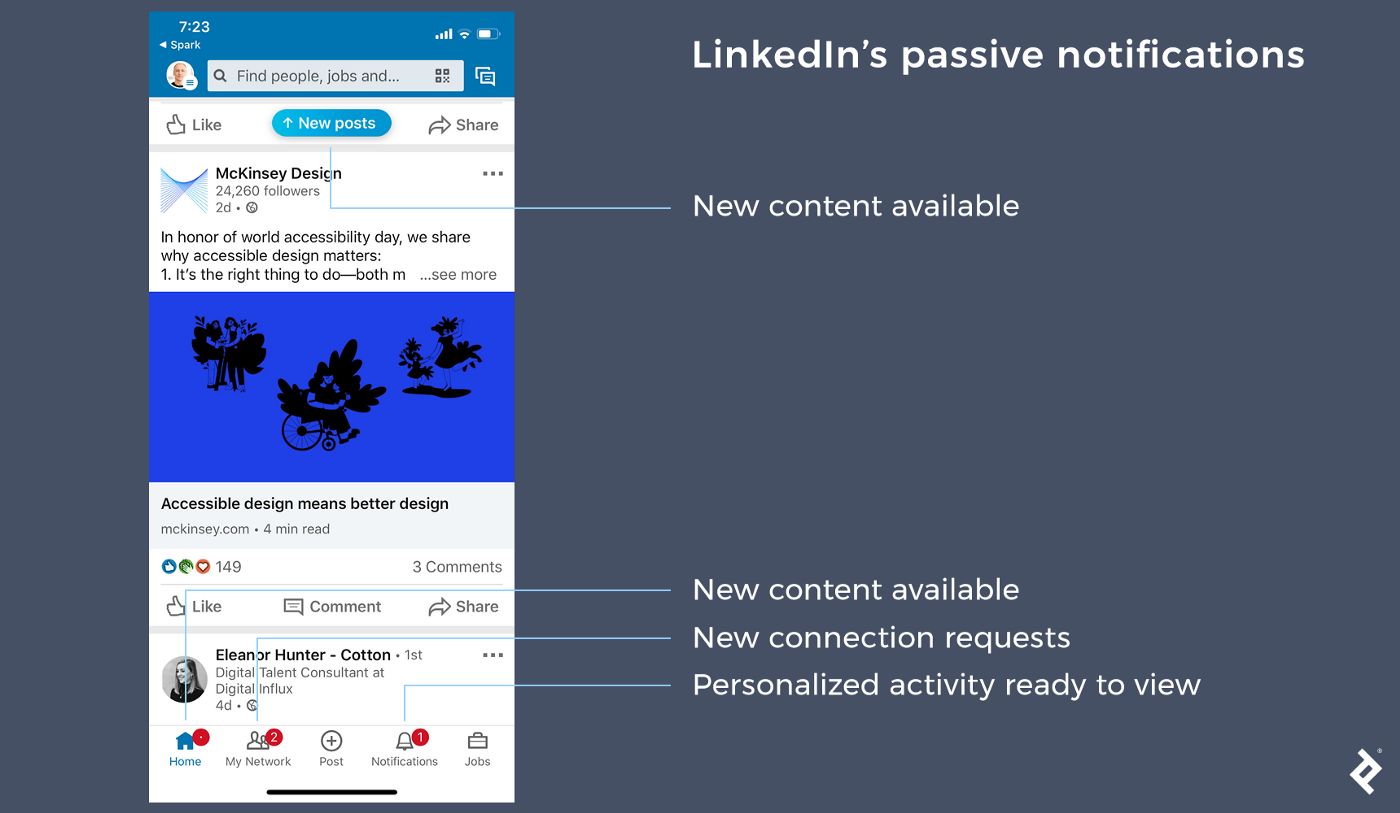 7:23
◀ Spark
Find people, jobs and...
Like
↑ New posts
Share
McKinsey Design
24,260 followers
2d •
In honor of world accessibility day, we share
why accessible design matters:
1. It's the right thing to do—both m ...see more
Accessible design means better design
mckinsey.com • 4 min read
149
3 Comments
Like
Comment
Share
Eleanor Hunter - Cotton • 1st
Digital Talent Consultant at
Digital Influx
4d •
2
1
Home
My Network
Post
Notifications
Jobs
LinkedIn’s passive notifications
New content available
New content available
New connection requests
Personalized activity ready to view
®